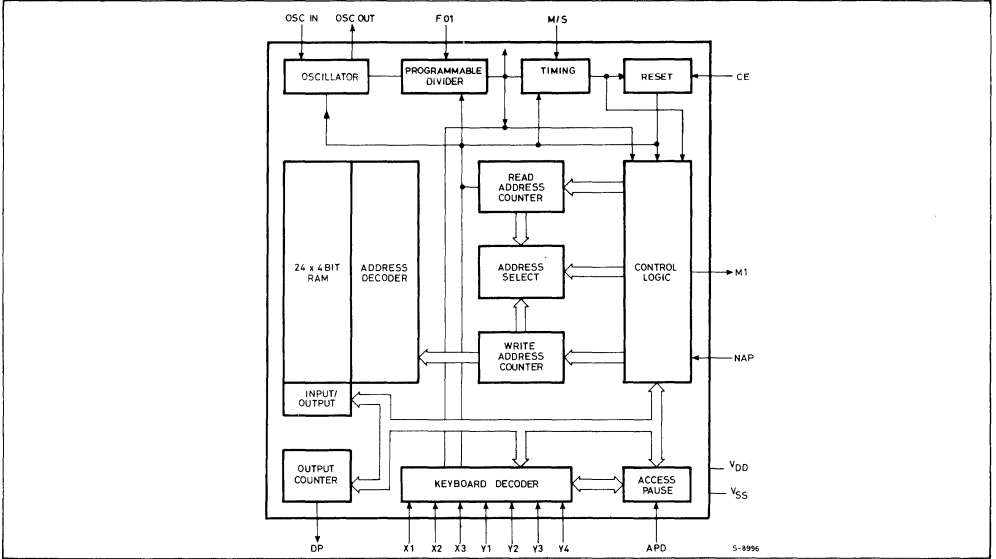 OSC IN OSC OUT F 01 M/S
OSCILLATOR
PROGRAMMABLE
DIVIDER
TIMING
RESET
CE
READ
ADDRESS
COUNTER
24 x 4 BIT
RAM
ADDRESS
DECODER
ADDRESS
SELECT
CONTROL
LOGIC
M1
WRITE
ADDRESS
COUNTER
NAP
INPUT/
OUTPUT
OUTPUT
COUNTER
KEYBOARD DECODER
ACCESS
PAUSE
VDD
VSS
DP X1 X2 X3 Y1 Y2 Y3 Y4 APD S-8996